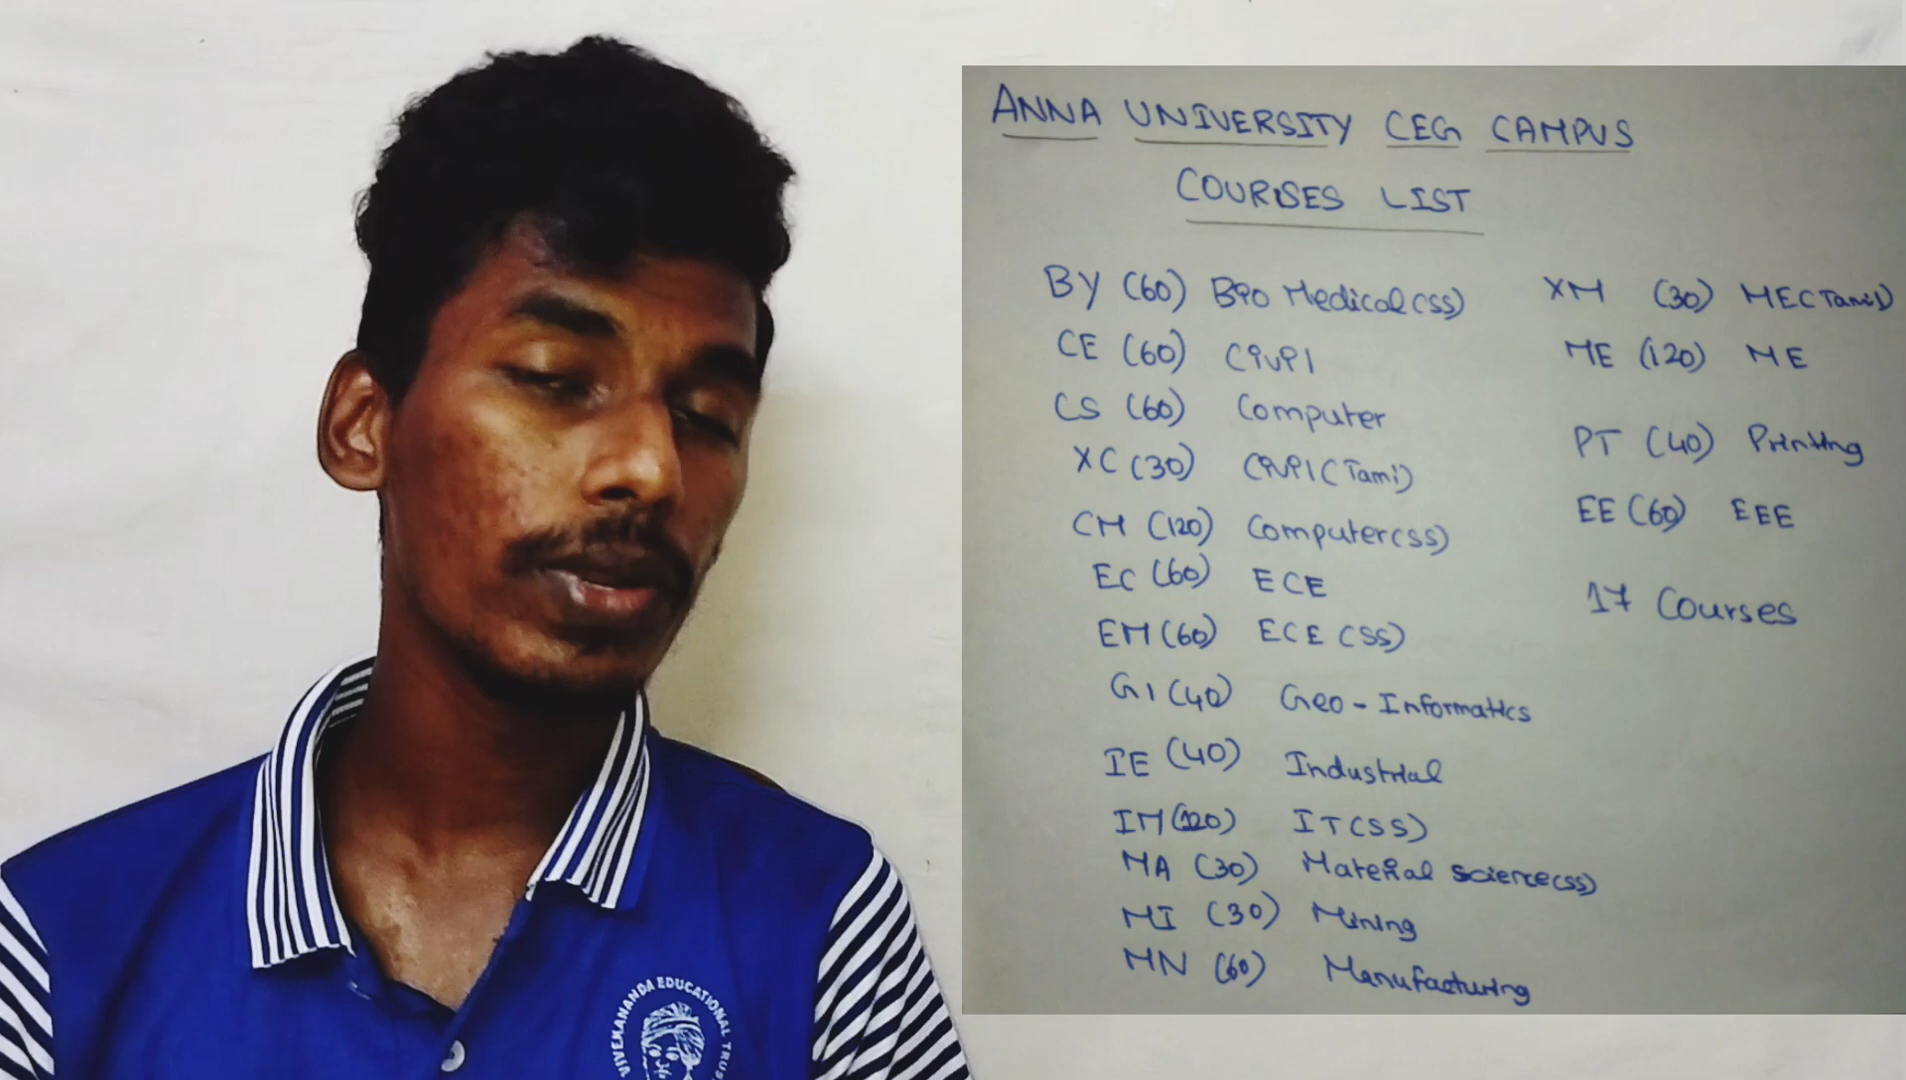 ANNA UNIVERSITY CEG CAMPUS
COURSES LIST
BY (60) Bio Medical (SS)
CE (60) Civil
CS (60) Computer
XC (30) Civil (Tamil)
CM (120) Computer (SS)
EC (60) ECE
EM (60) ECE (SS)
GI (40) Geo - Informatics
IE (40) Industrial
IM (120) IT (SS)
MA (30) Material Science (SS)
MI (30) Mining
MN (60) Manufacturing
XM (30) ME (Tamil)
ME (120) ME
PT (40) Printing
EE (60) EEE
17 Courses
VIVEKANANDA EDUCATIONAL